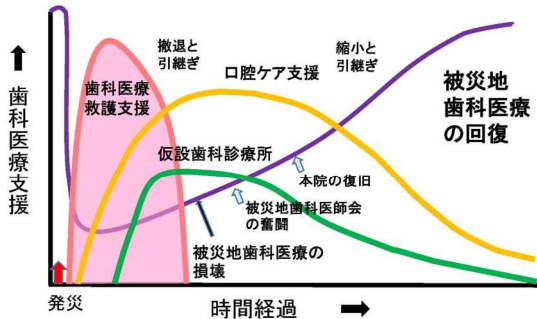 撤退と
引継ぎ
縮小と
引継ぎ
口腔ケア支援
歯科医療
救護支援
被災地
歯科医療
の回復
歯科医療支援
仮設歯科診療所
本院の復旧
被災地歯科医師会
の奮闘
被災地歯科医療の
損壊
発災
時間経過